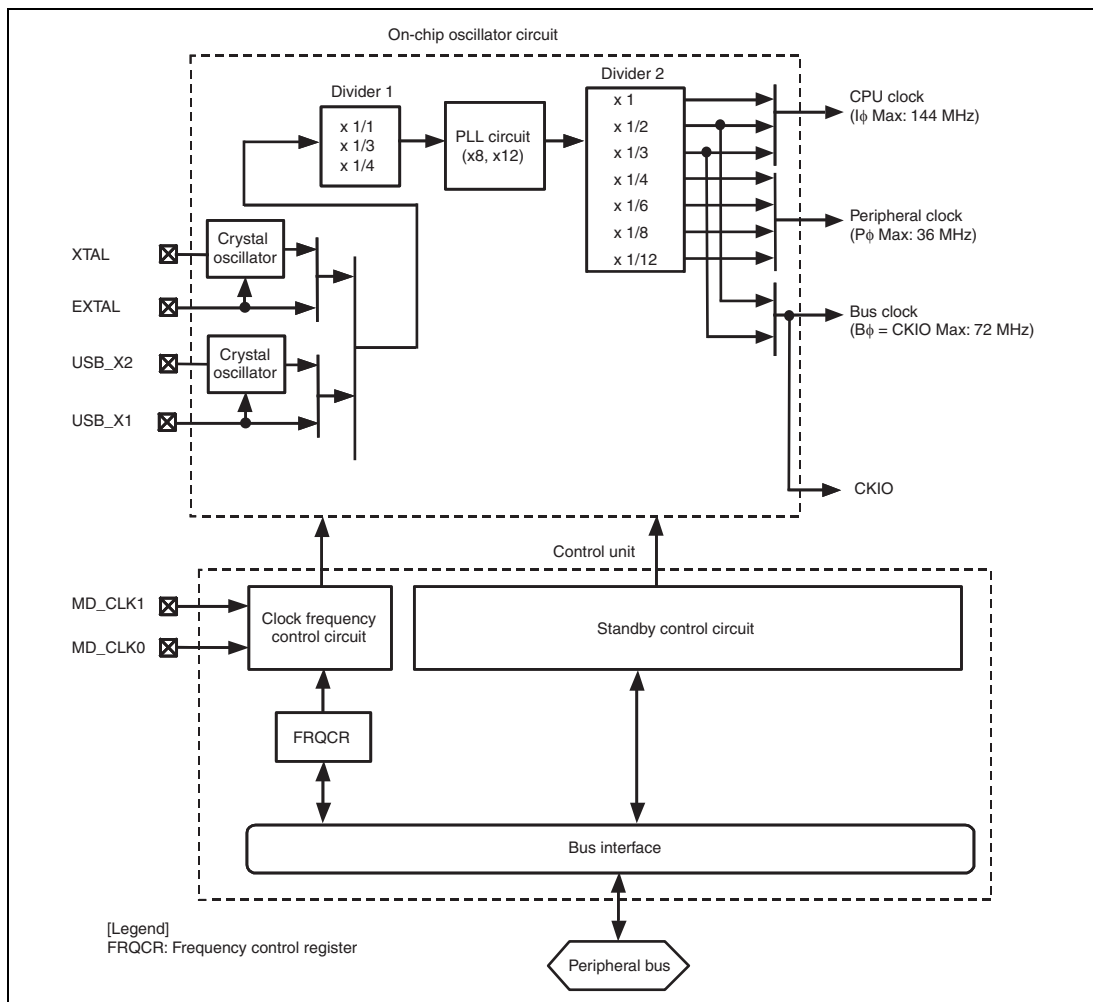 On-chip oscillator circuit
Divider 1
x 1/1
x 1/3
x 1/4
PLL circuit
(x8, x12)
Divider 2
x 1
x 1/2
x 1/3
x 1/4
x 1/6
x 1/8
x 1/12
CPU clock
(Iϕ Max: 144 MHz)
Peripheral clock
(Pϕ Max: 36 MHz)
Bus clock
(Bϕ = CKIO Max: 72 MHz)
CKIO
XTAL
Crystal
oscillator
EXTAL
USB_X2
Crystal
oscillator
USB_X1
Control unit
MD_CLK1
MD_CLK0
Clock frequency
control circuit
Standby control circuit
FRQCR
Bus interface
[Legend]
FRQCR: Frequency control register
Peripheral bus